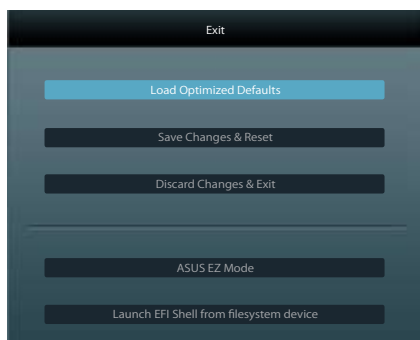 Exit
Load Optimized Defaults
Save Changes & Reset
Discard Changes & Exit
ASUS EZ Mode
Launch EFI Shell from filesystem device